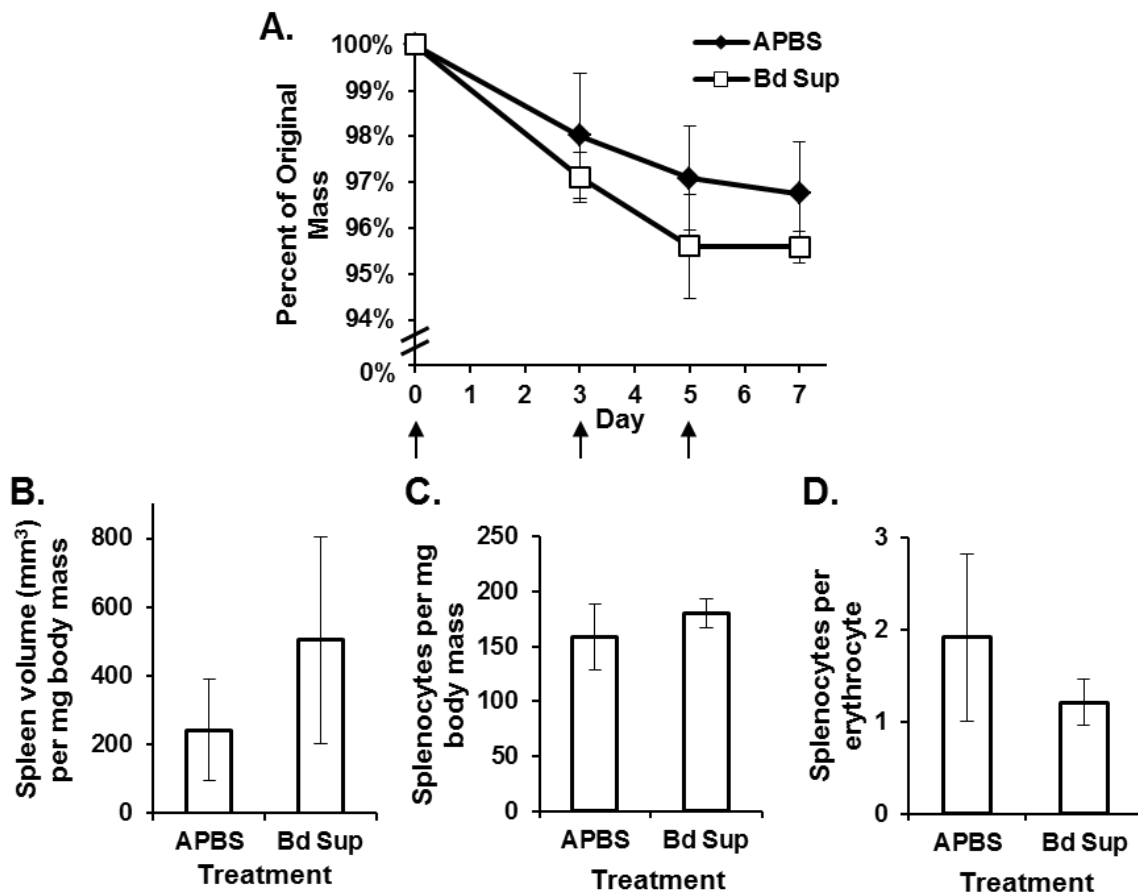 A.
APBS
Bd Sup
Percent of Original
Mass
100%
99%
98%
97%
96%
95%
94%
0%
0 1 2 3 4 5 6 7
Day
B.
Spleen volume (mm³)
per mg body mass
800
600
400
200
0
APBS Bd Sup
Treatment
C.
Splenocytes per mg
body mass
250
200
150
100
50
0
APBS Bd Sup
Treatment
D.
Splenocytes per
erythrocyte
3
2
1
0
APBS Bd Sup
Treatment